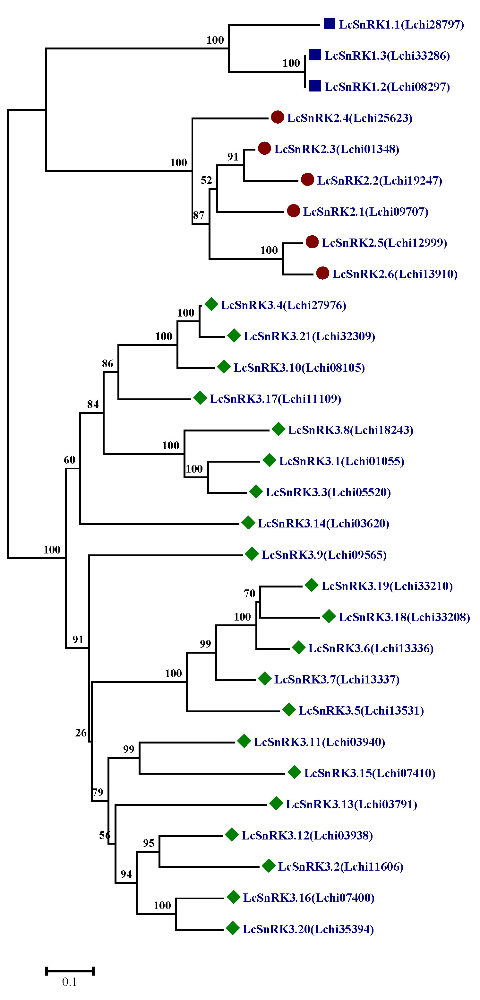 LcSnRK1.1(Lchi28797)
100
LcSnRK1.3(Lchi33286)
100
LcSnRK1.2(Lchi08297)
LcSnRK2.4(Lchi25623)
LcSnRK2.3(Lchi01348)
91
100
52
LcSnRK2.2(Lchi19247)
LcSnRK2.1(Lchi09707)
87
LcSnRK2.5(Lchi12999)
100
LcSnRK2.6(Lchi13910)
LcSnRK3.4(Lchi27976)
100
LcSnRK3.21(Lchi32309)
100
86
LcSnRK3.10(Lchi08105)
LcSnRK3.17(Lchi11109)
84
LcSnRK3.8(Lchi18243)
100
60
LcSnRK3.1(Lchi01055)
100
LcSnRK3.3(Lchi05520)
LcSnRK3.14(Lchi03620)
100
LcSnRK3.9(Lchi09565)
LcSnRK3.19(Lchi33210)
70
100
LcSnRK3.18(Lchi33208)
91
99
LcSnRK3.6(Lchi13336)
100
LcSnRK3.7(Lchi13337)
LcSnRK3.5(Lchi13531)
26
LcSnRK3.11(Lchi03940)
99
LcSnRK3.15(Lchi07410)
79
LcSnRK3.13(Lchi03791)
56
LcSnRK3.12(Lchi03938)
95
LcSnRK3.2(Lchi11606)
94
LcSnRK3.16(Lchi07400)
100
LcSnRK3.20(Lchi35394)
0.1